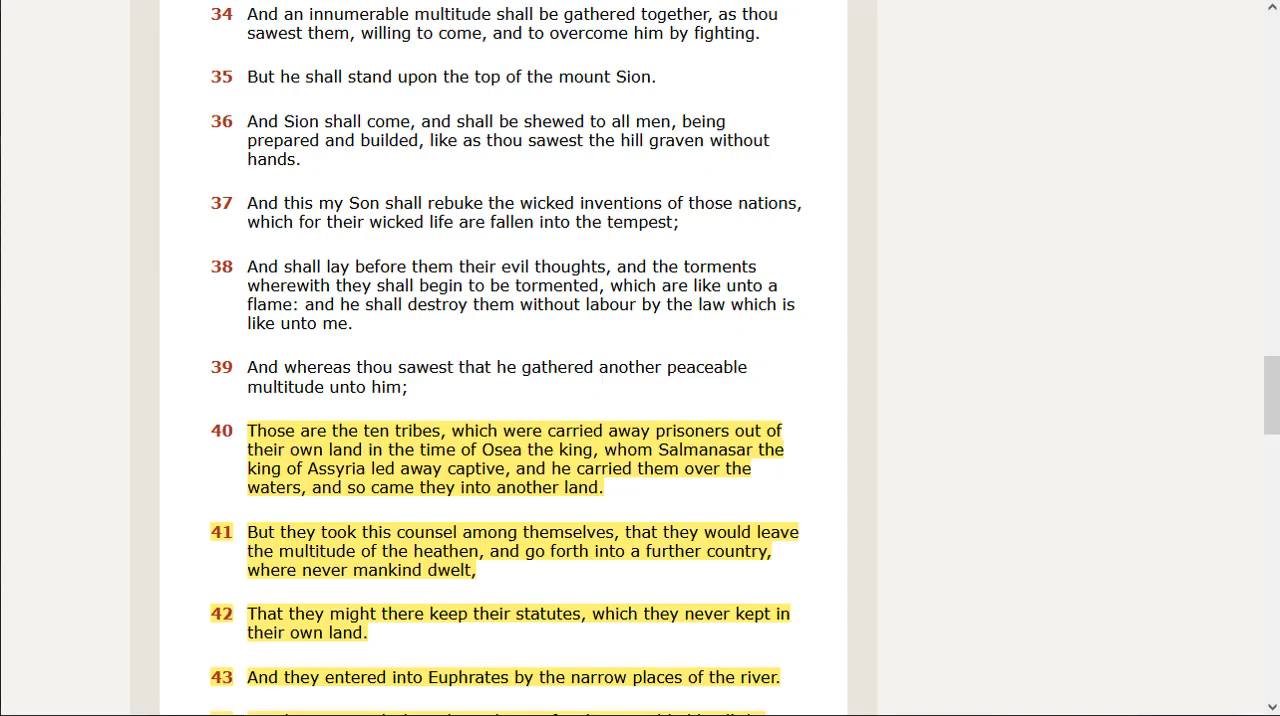 34 And an innumerable multitude shall be gathered together, as thou
sawest them, willing to come, and to overcome him by fighting.
35 But he shall stand upon the top of the mount Sion.
36 And Sion shall come, and shall be shewed to all men, being
prepared and builded, like as thou sawest the hill graven without
hands.
37 And this my Son shall rebuke the wicked inventions of those nations,
which for their wicked life are fallen into the tempest;
38 And shall lay before them their evil thoughts, and the torments
wherewith they shall begin to be tormented, which are like unto a
flame: and he shall destroy them without labour by the law which is
like unto me.
39 And whereas thou sawest that he gathered another peaceable
multitude unto him;
40 Those are the ten tribes, which were carried away prisoners out of
their own land in the time of Osea the king, whom Salmanasar the
king of Assyria led away captive, and he carried them over the
waters, and so came they into another land.
41 But they took this counsel among themselves, that they would leave
the multitude of the heathen, and go forth into a further country,
where never mankind dwelt,
42 That they might there keep their statutes, which they never kept in
their own land.
43 And they entered into Euphrates by the narrow places of the river.